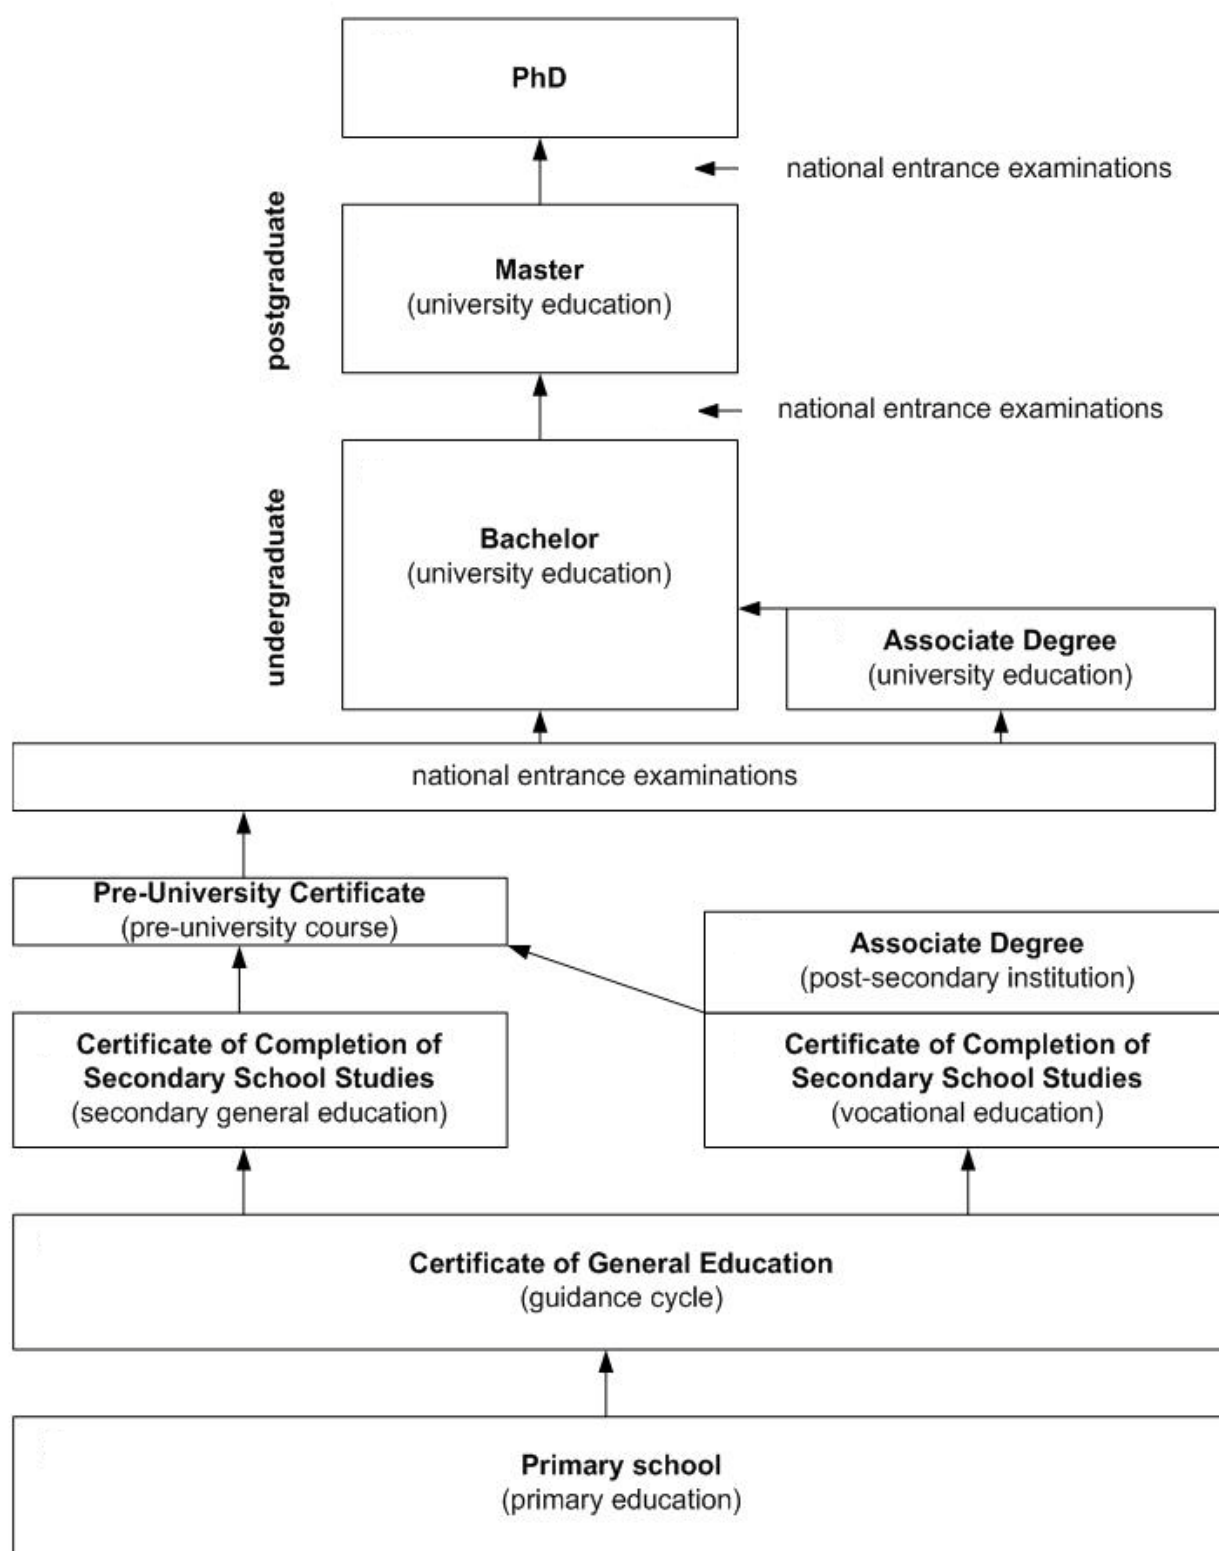 PhD
national entrance examinations
postgraduate
Master
(university education)
national entrance examinations
undergraduate
Bachelor
(university education)
Associate Degree
(university education)
national entrance examinations
Pre-University Certificate
(pre-university course)
Associate Degree
(post-secondary institution)
Certificate of Completion of
Secondary School Studies
(secondary general education)
Certificate of Completion of
Secondary School Studies
(vocational education)
Certificate of General Education
(guidance cycle)
Primary school
(primary education)